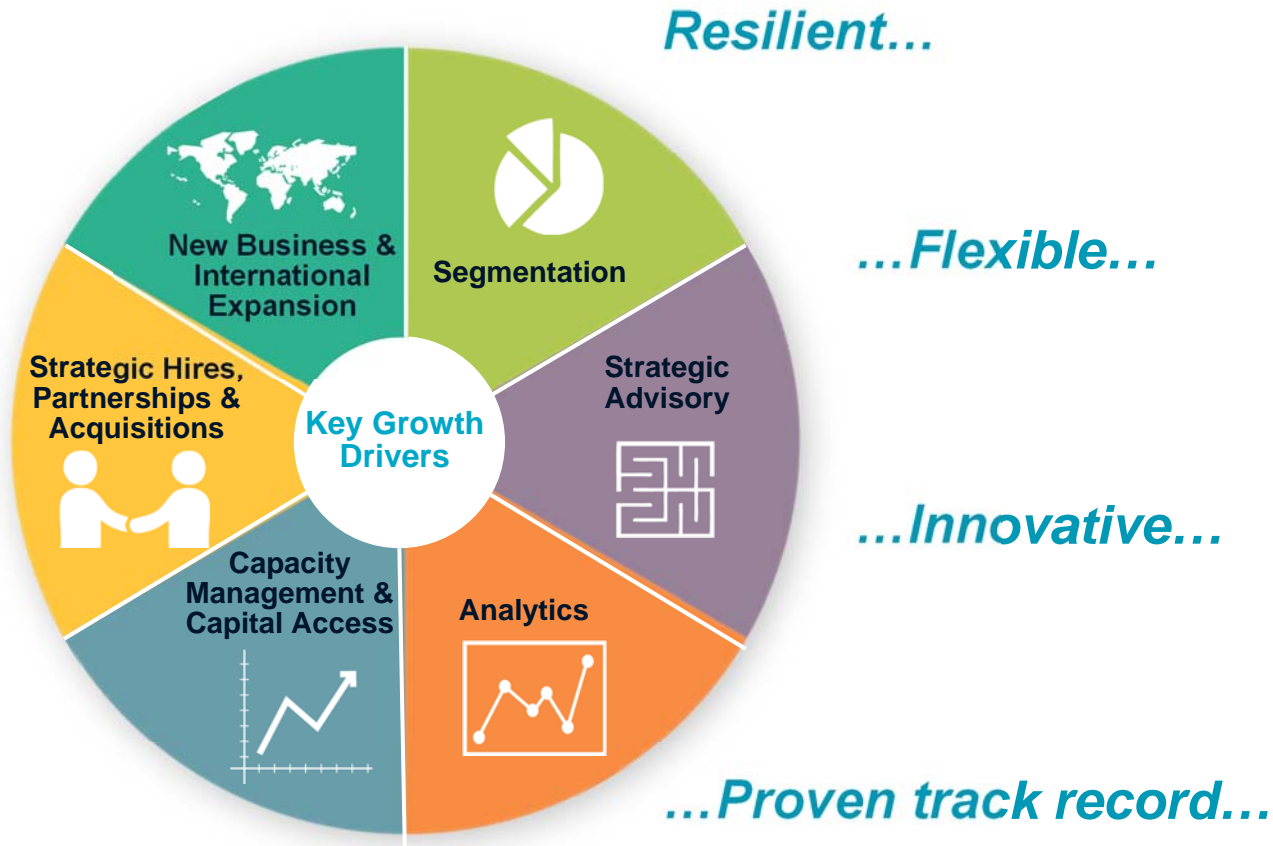 Resilient...
New Business &
International
Expansion
Segmentation
...Flexible...
Strategic Hires,
Partnerships &
Acquisitions
Key Growth
Drivers
Strategic
Advisory
...Innovative...
Capacity
Management &
Capital Access
Analytics
...Proven track record...